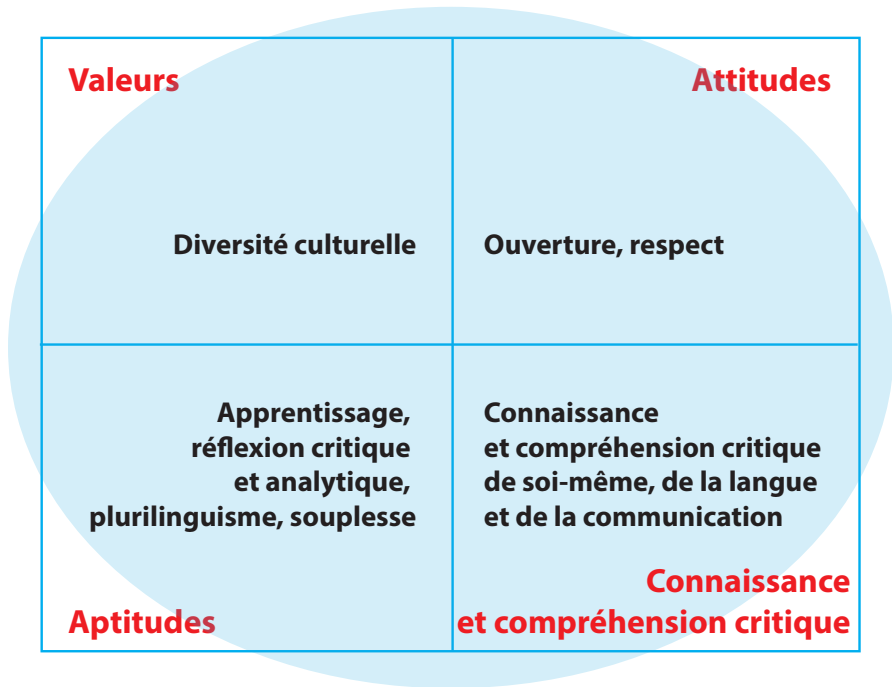 Valeurs
Attitudes
Diversité culturelle
Ouverture, respect
Apprentissage,
réflexion critique
et analytique,
plurilinguisme, souplesse
Connaissance
et compréhension critique
de soi-même, de la langue
et de la communication
Aptitudes
Connaissance
et compréhension critique